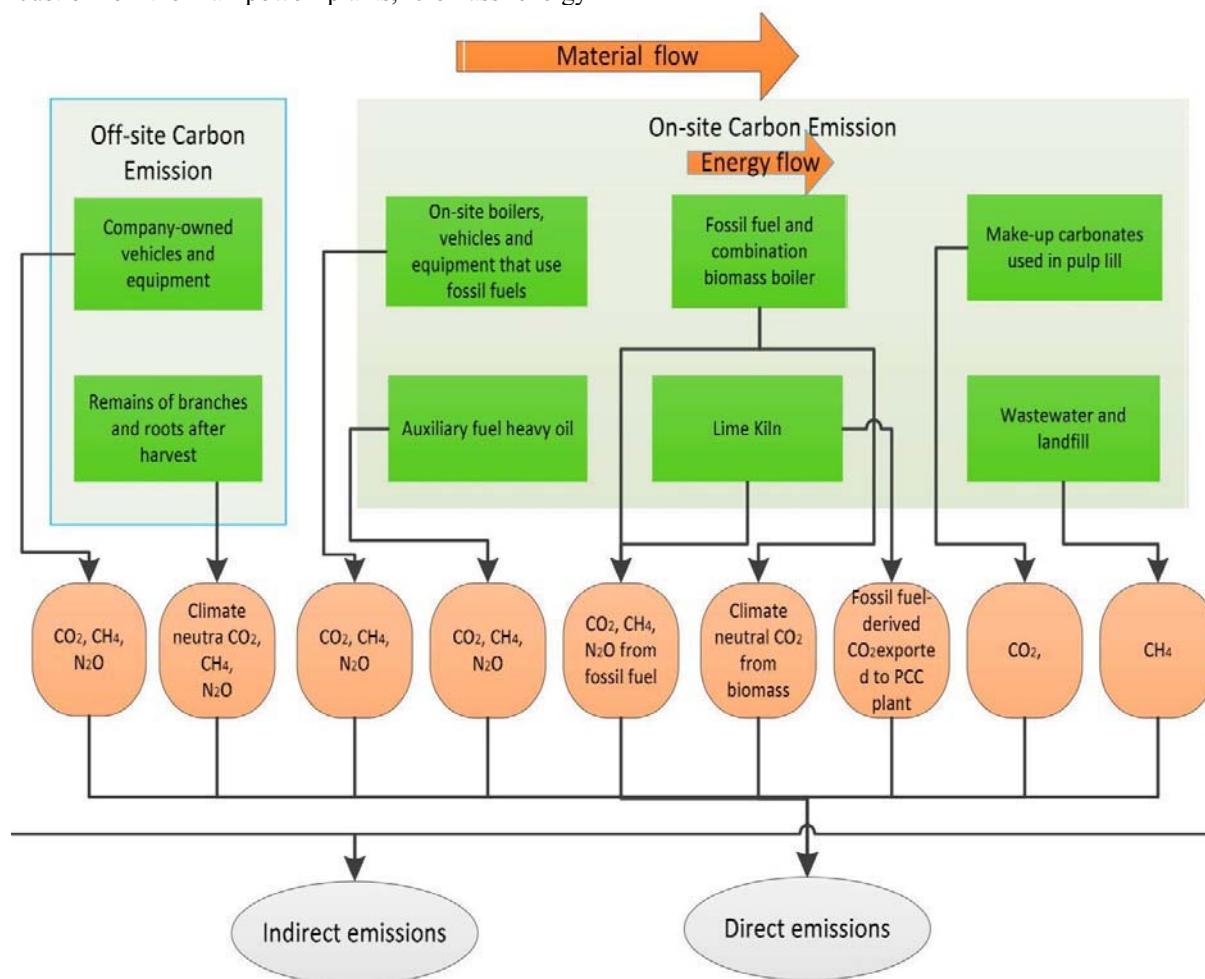 Material flow
Off-site Carbon
Emission
On-site Carbon Emission
Energy flow
Company-owned
vehicles and
equipment
On-site boilers,
vehicles and
equipment that use
fossil fuels
Fossil fuel and
combination
biomass boiler
Make-up carbonates
used in pulp lill
Remains of branches
and roots after
harvest
Auxiliary fuel heavy oil
Lime Kiln
Wastewater and
landfill
CO₂, CH₄,
N₂O
Climate
neutra CO₂,
CH₄,
N₂O
CO₂, CH₄,
N₂O
CO₂, CH₄,
N₂O
CO₂, CH₄,
N₂O from
fossil fuel
Climate
neutral CO₂
from
biomass
Fossil fuel-
derived
CO₂exporte
d to PCC
plant
CO₂,
CH₄
Indirect emissions
Direct emissions